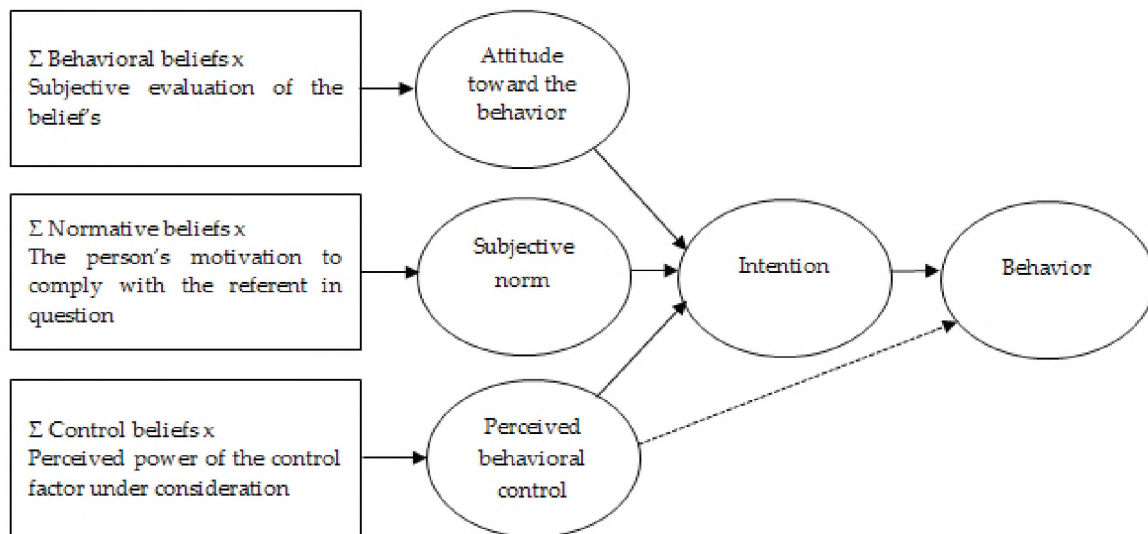 Σ Behavioral beliefs x
Subjective evaluation of the
belief's
Attitude
toward the
behavior
Σ Normative beliefs x
The person's motivation to
comply with the referent in
question
Subjective
norm
Intention
Behavior
Σ Control beliefs x
Perceived power of the control
factor under consideration
Perceived
behavioral
control